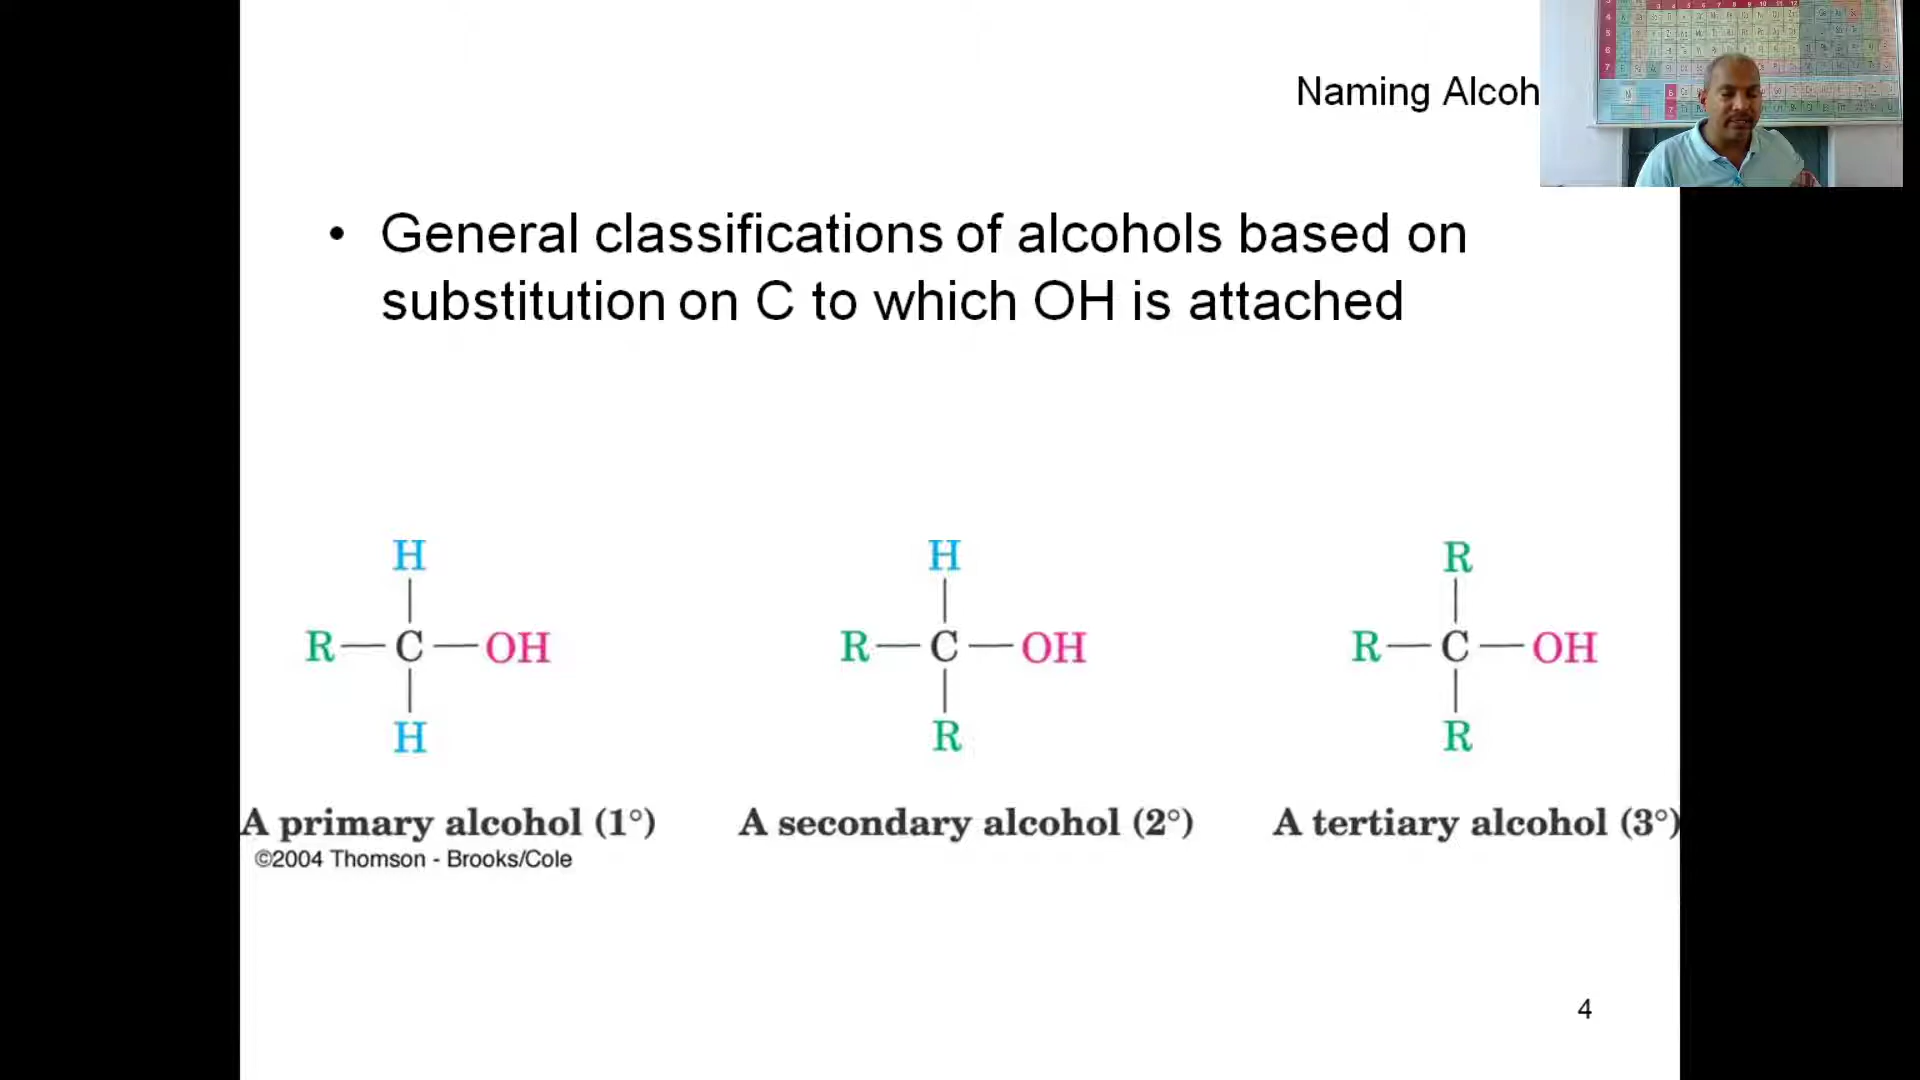 Naming Alcoh
• General classifications of alcohols based on
substitution on C to which OH is attached
H H R
R—C—OH R—C—OH R—C—OH
H R R
A primary alcohol (1°) A secondary alcohol (2°) A tertiary alcohol (3°)
©2004 Thomson - Brooks/Cole
4